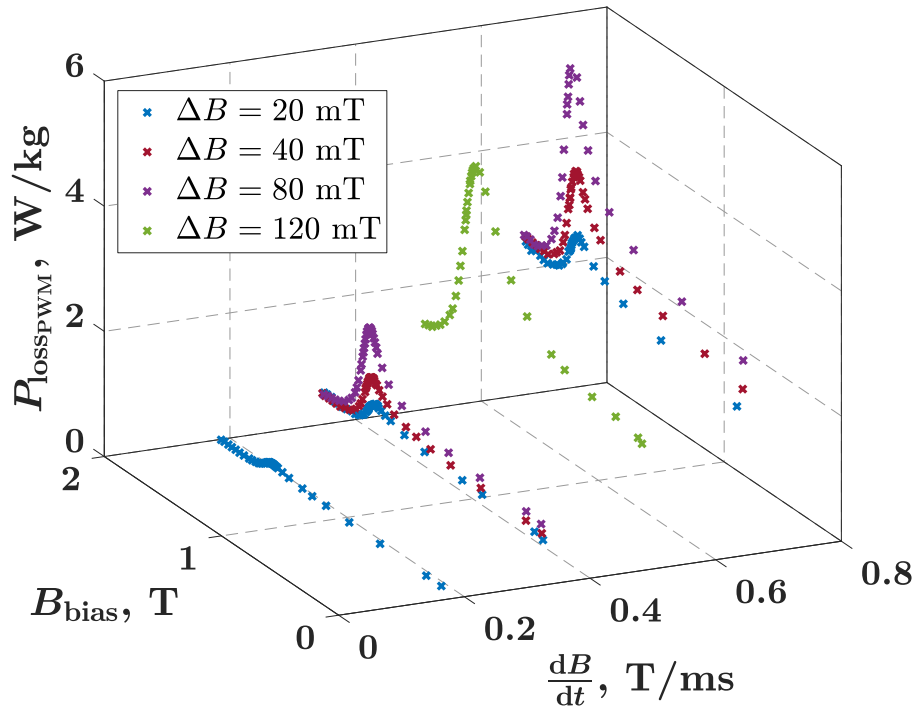 6
4
2
0
P_lossPWM, W/kg
ΔB = 20 mT
ΔB = 40 mT
ΔB = 80 mT
ΔB = 120 mT
2
1
0
B_bias, T
0
0.2
0.4
0.6
0.8
dB/dt, T/ms